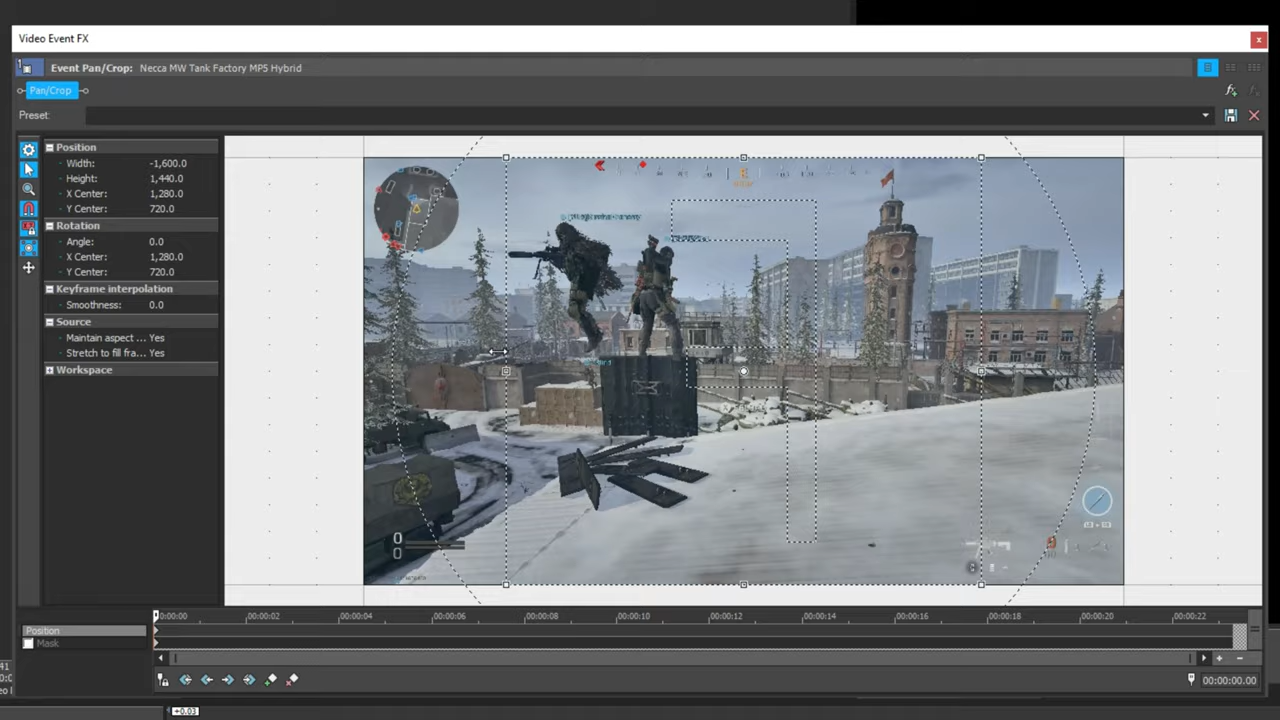 Video Event FX
Event Pan/Crop: Necca MW Tank Factory MP5 Hybrid
Pan/Crop
Preset:
Position
Width: -1,600.0
Height: 1,440.0
X Center: 1,280.0
Y Center: 720.0
Rotation
Angle: 0.0
X Center: 1,280.0
Y Center: 720.0
Keyframe interpolation
Smoothness: 0.0
Source
Maintain aspect ... Yes
Stretch to fill fra... Yes
Workspace
00:00:00 00:00:02 00:00:04 00:00:06 00:00:08 00:00:10 00:00:12 00:00:14 00:00:16 00:00:18 00:00:20 00:00:22
Position
Mask
00:00:00.00
+0.03